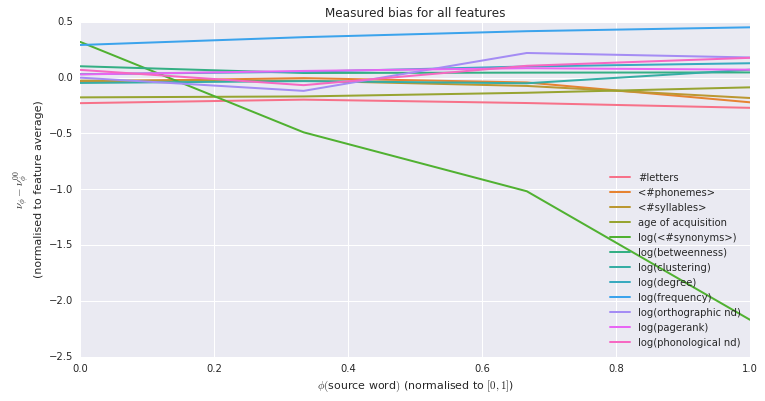 Measured bias for all features
0.5
0.0
−0.5
−1.0
−1.5
−2.0
−2.5
ν_φ − ν_φ^00
(normalised to feature average)
#letters
<#phonemes>
<#syllables>
age of acquisition
log(<#synonyms>)
log(betweenness)
log(clustering)
log(degree)
log(frequency)
log(orthographic nd)
log(pagerank)
log(phonological nd)
0.0 0.2 0.4 0.6 0.8 1.0
φ(source word) (normalised to [0, 1])